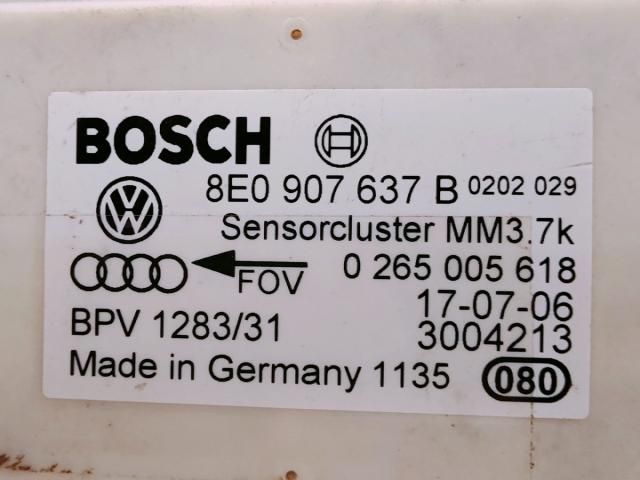 BOSCH
8E0 907 637 B 0202 029
Sensorcluster MM3.7k
FOV 0 265 005 618
17-07-06
BPV 1283/31 3004213
Made in Germany 1135 080